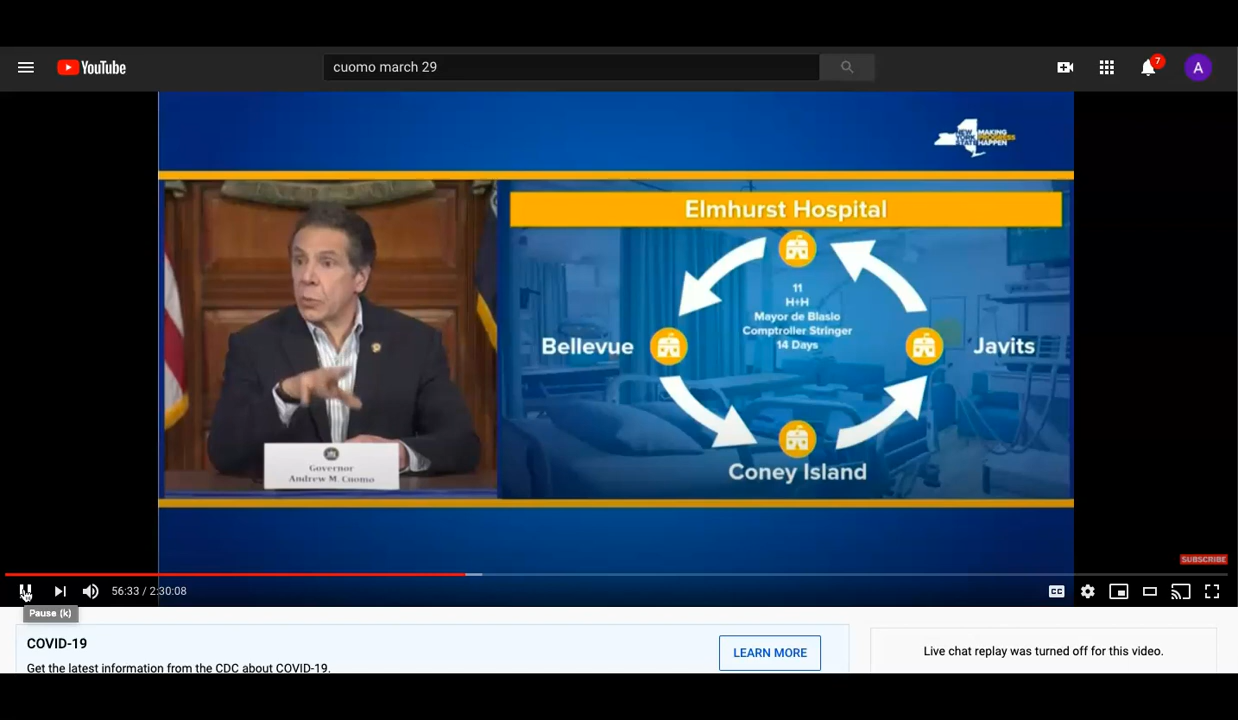 YouTube
cuomo march 29
7
A
NEW YORK STATE
MAKING PROGRESS HAPPEN
Elmhurst Hospital
11
H+H
Mayor de Blasio
Comptroller Stringer
14 Days
Bellevue
Javits
Coney Island
Governor
Andrew M. Cuomo
SUBSCRIBE
56:33 / 2:30:08
CC
Pause (k)
COVID-19
Get the latest information from the CDC about COVID-19.
LEARN MORE
Live chat replay was turned off for this video.